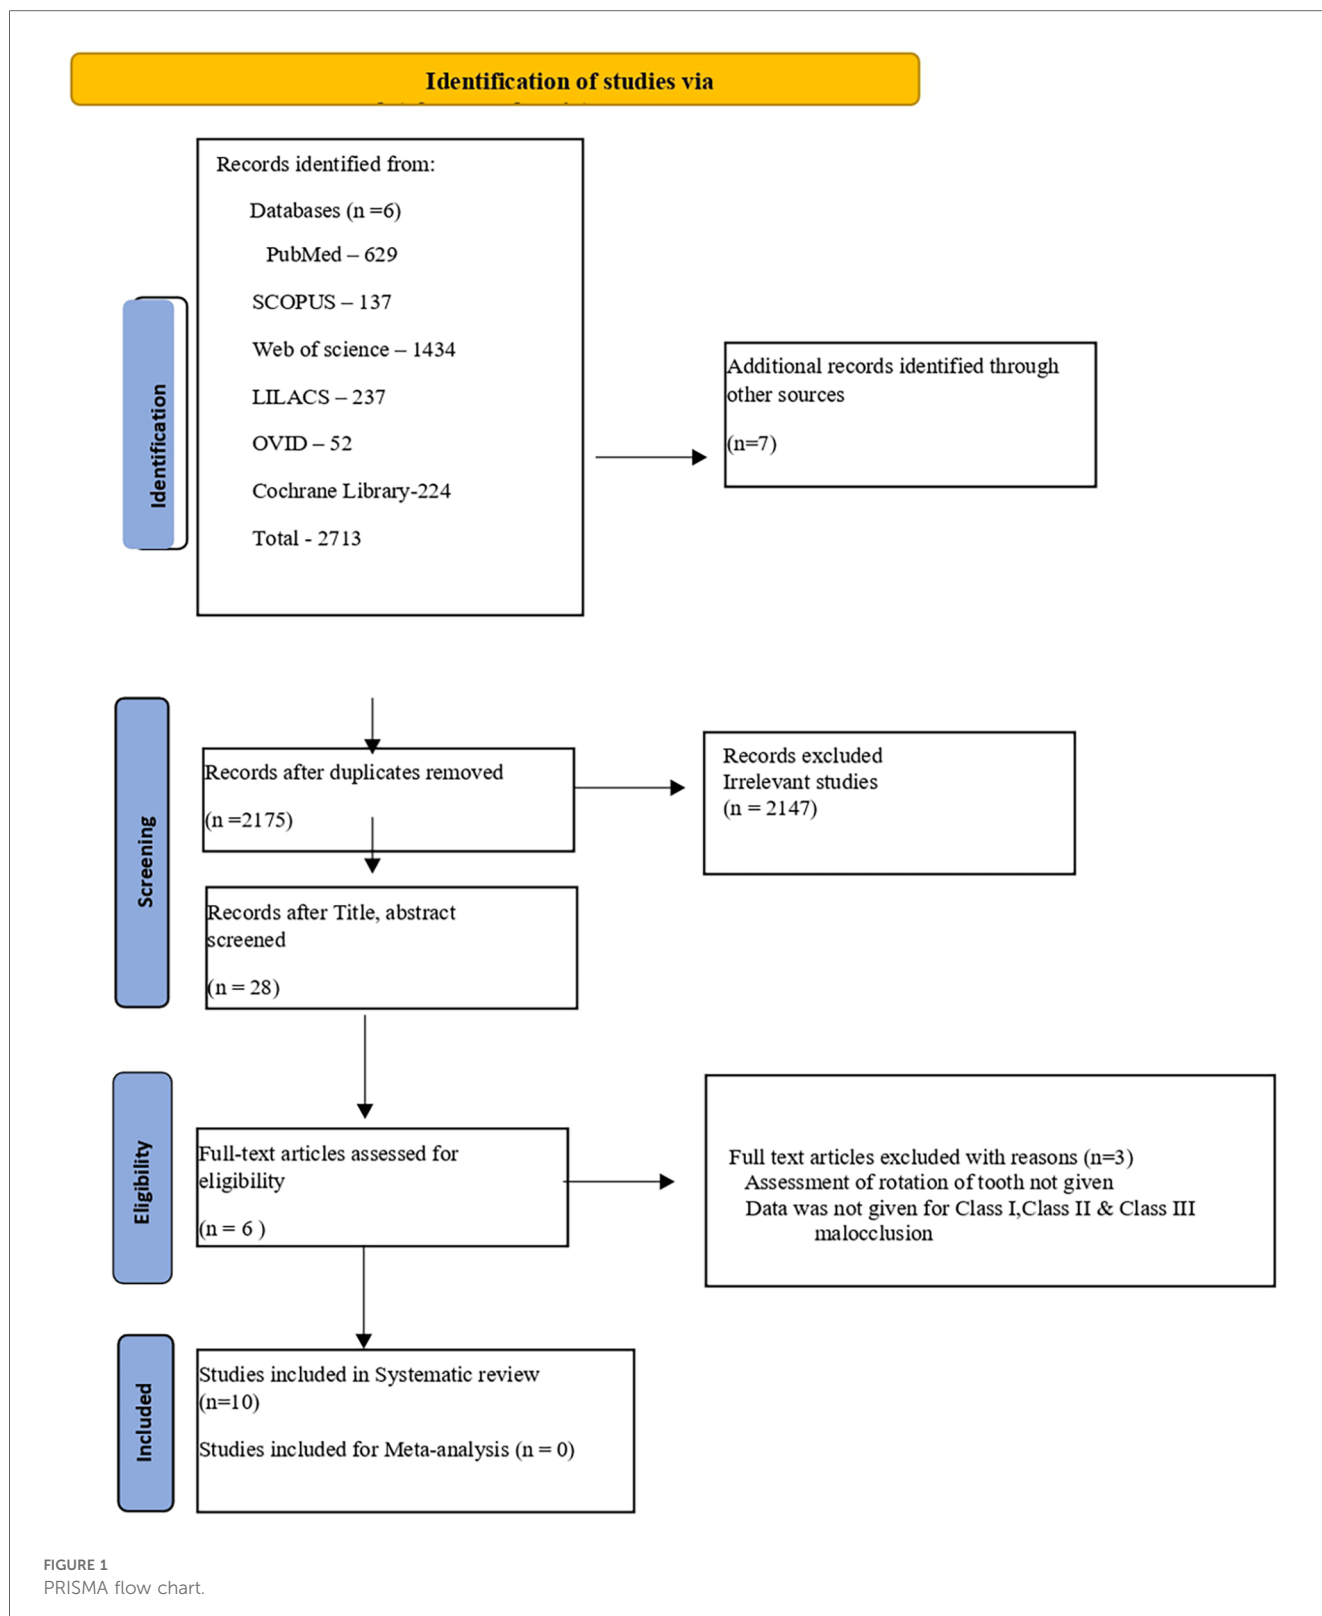 Identification of studies via
Identification
Records identified from:
Databases (n =6)
PubMed – 629
SCOPUS – 137
Web of science – 1434
LILACS – 237
OVID – 52
Cochrane Library-224
Total - 2713
Additional records identified through
other sources
(n=7)
Screening
Records after duplicates removed
(n =2175)
Records excluded
Irrelevant studies
(n = 2147)
Records after Title, abstract
screened
(n = 28)
Eligibility
Full-text articles assessed for
eligibility
(n = 6 )
Full text articles excluded with reasons (n=3)
Assessment of rotation of tooth not given
Data was not given for Class I,Class II & Class III
malocclusion
Included
Studies included in Systematic review
(n=10)
Studies included for Meta-analysis (n = 0)
FIGURE 1
PRISMA flow chart.